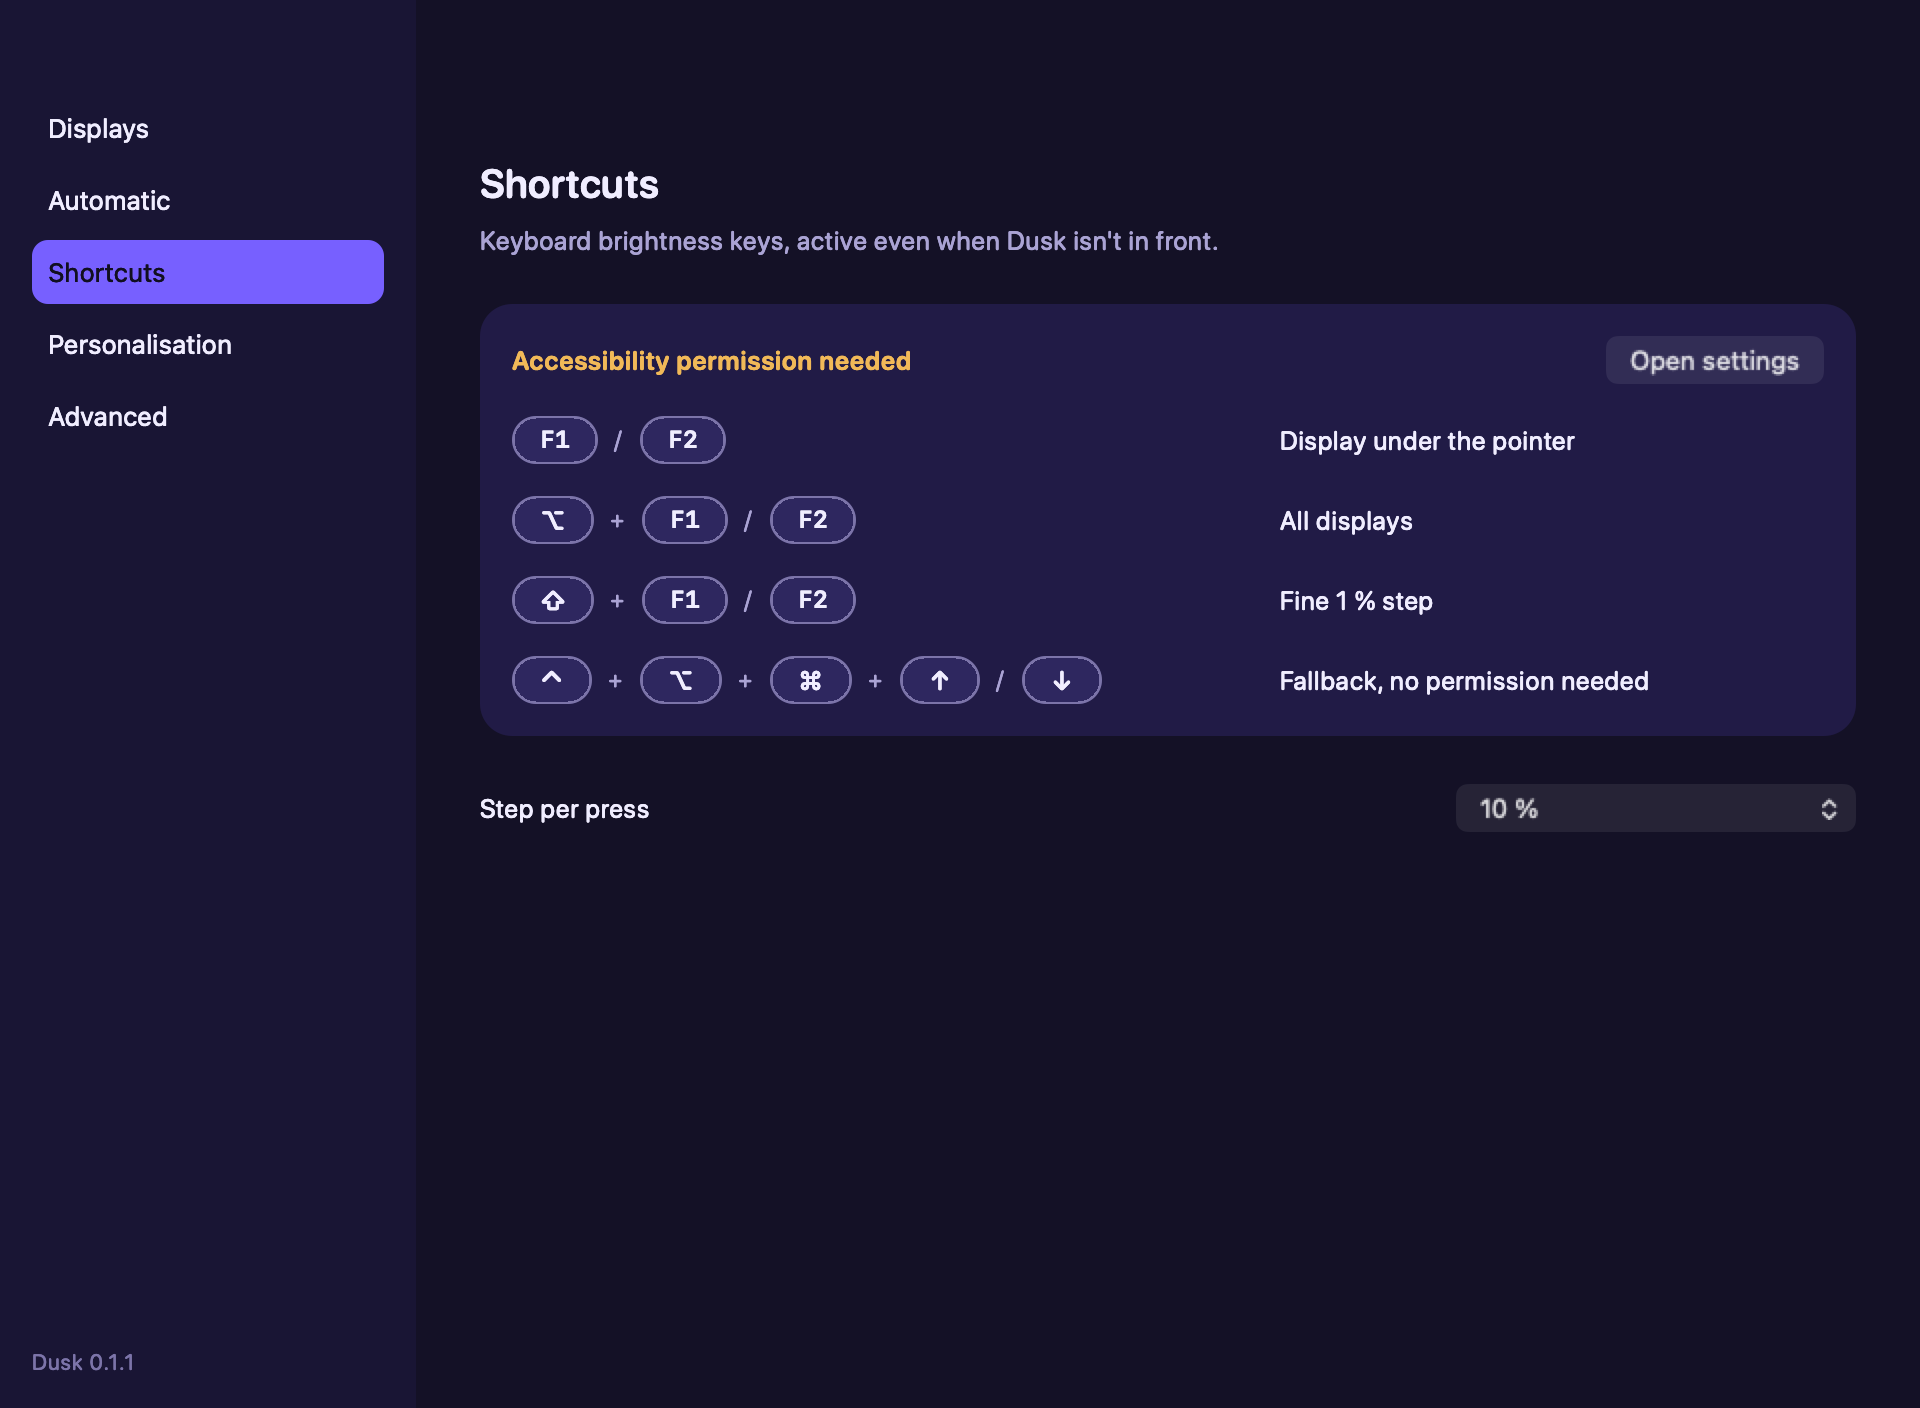 Displays
Automatic
Shortcuts
Personalisation
Advanced
Dusk 0.1.1
Shortcuts
Keyboard brightness keys, active even when Dusk isn't in front.
Accessibility permission needed
Open settings
F1 / F2 Display under the pointer
⌥ + F1 / F2 All displays
⇧ + F1 / F2 Fine 1 % step
⌃ + ⌥ + ⌘ + ↑ / ↓ Fallback, no permission needed
Step per press 10 %